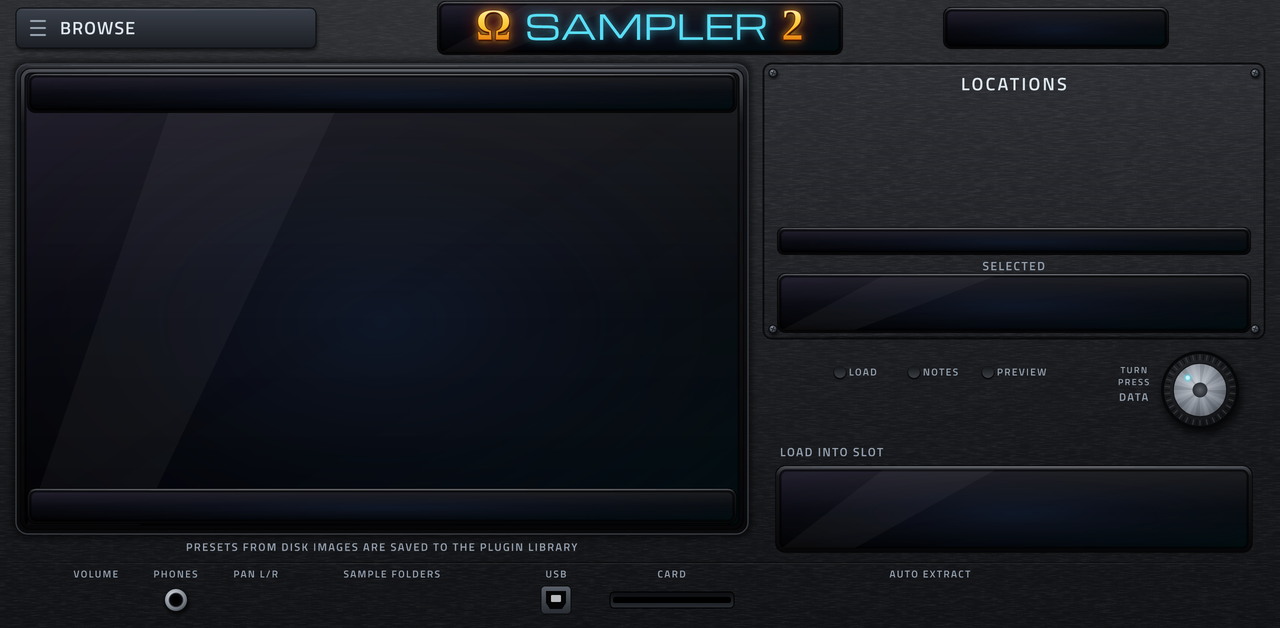 BROWSE
Ω SAMPLER 2
LOCATIONS
SELECTED
LOAD
NOTES
PREVIEW
TURN
PRESS
DATA
LOAD INTO SLOT
PRESETS FROM DISK IMAGES ARE SAVED TO THE PLUGIN LIBRARY
VOLUME
PHONES
PAN L/R
SAMPLE FOLDERS
USB
CARD
AUTO EXTRACT